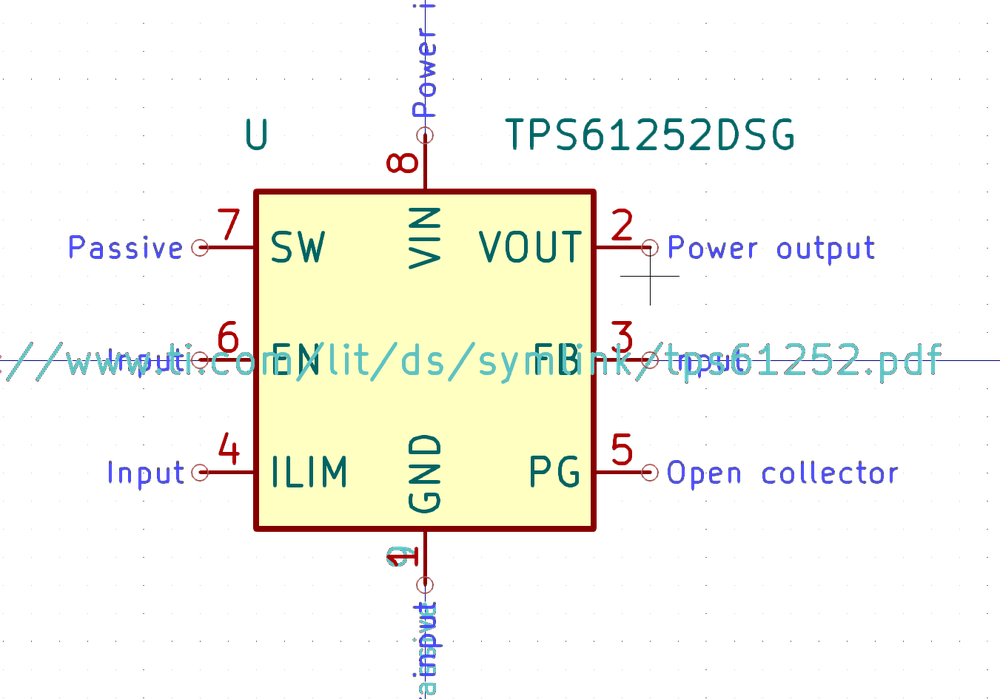 Power i
U
TPS61252DSG
8
7
2
Passive
SW
VIN
VOUT
Power output
6
3
Input
EN
FB
Input
://www.ti.com/lit/ds/symlink/tps61252.pdf
4
5
Input
ILIM
GND
PG
Open collector
1
9
input